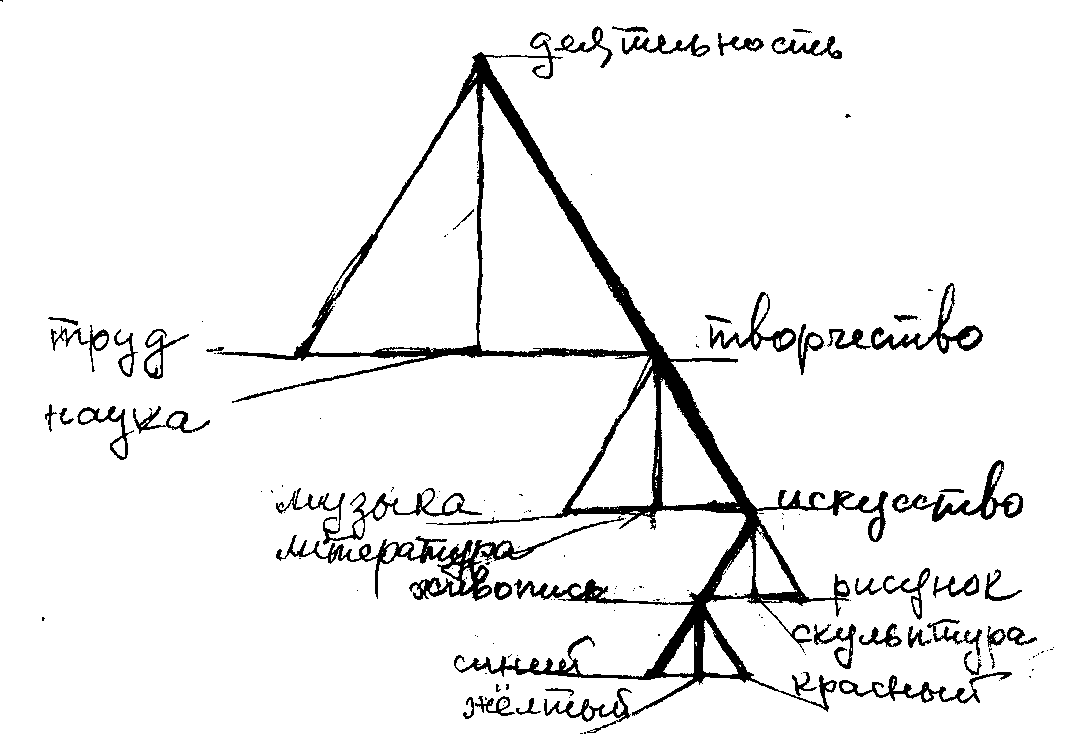 деятельность
труд
творчество
наука
музыка
искусство
литература
живопись
рисунок
скульптура
синий
красный
жёлтый